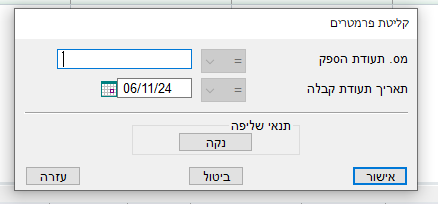 קליטת פרמטרים
מס. תעודת הספק =
תאריך תעודת קבלה = 06/11/24
תנאי שליפה
נקה
אישור ביטול עזרה